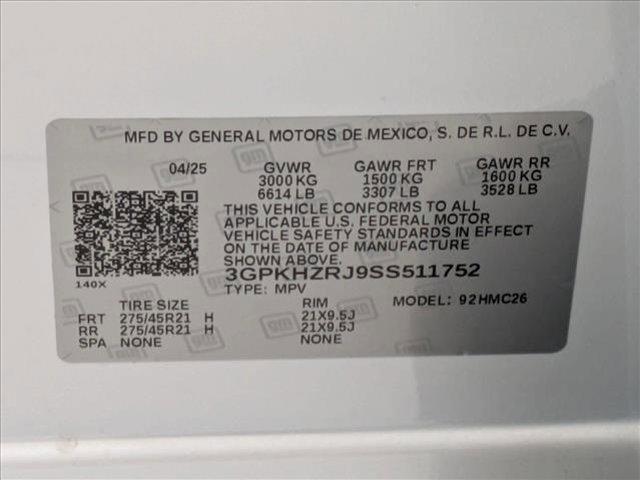 MFD BY GENERAL MOTORS DE MEXICO, S. DE R.L. DE C.V.
04/25 GVWR GAWR FRT GAWR RR
3000 KG 1500 KG 1600 KG
6614 LB 3307 LB 3528 LB
THIS VEHICLE CONFORMS TO ALL
APPLICABLE U.S. FEDERAL MOTOR
VEHICLE SAFETY STANDARDS IN EFFECT
ON THE DATE OF MANUFACTURE
SHOWN ABOVE.
140X
3GPKHZRJ9SS511752
TYPE: MPV MODEL: 92HMC26
TIRE SIZE RIM
FRT 275/45R21 H 21X9.5J
RR 275/45R21 H 21X9.5J
SPA NONE NONE